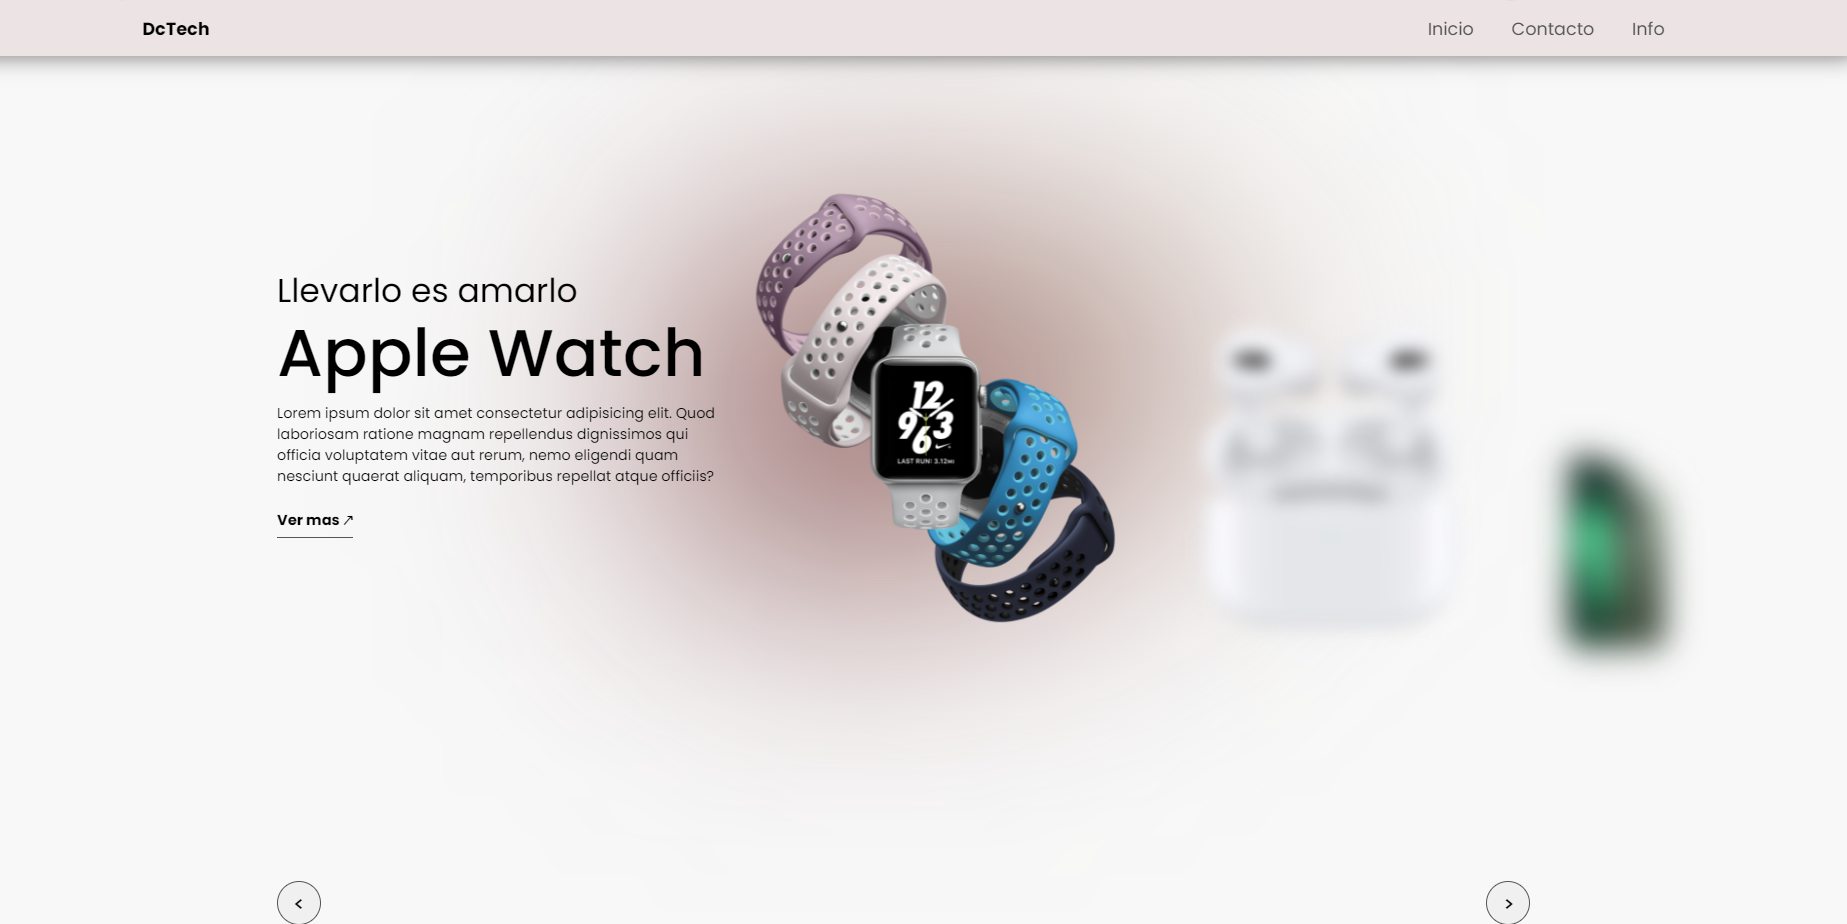 DcTech
Inicio Contacto Info
Llevarlo es amarlo
Apple Watch
Lorem ipsum dolor sit amet consectetur adipisicing elit. Quod
laboriosam ratione magnam repellendus dignissimos qui
officia voluptatem vitae aut rerum, nemo eligendi quam
nesciunt quaerat aliquam, temporibus repellat atque officiis?
Ver mas ↗
12
9 3
6
LAST RUN: 3.12MI
<
>